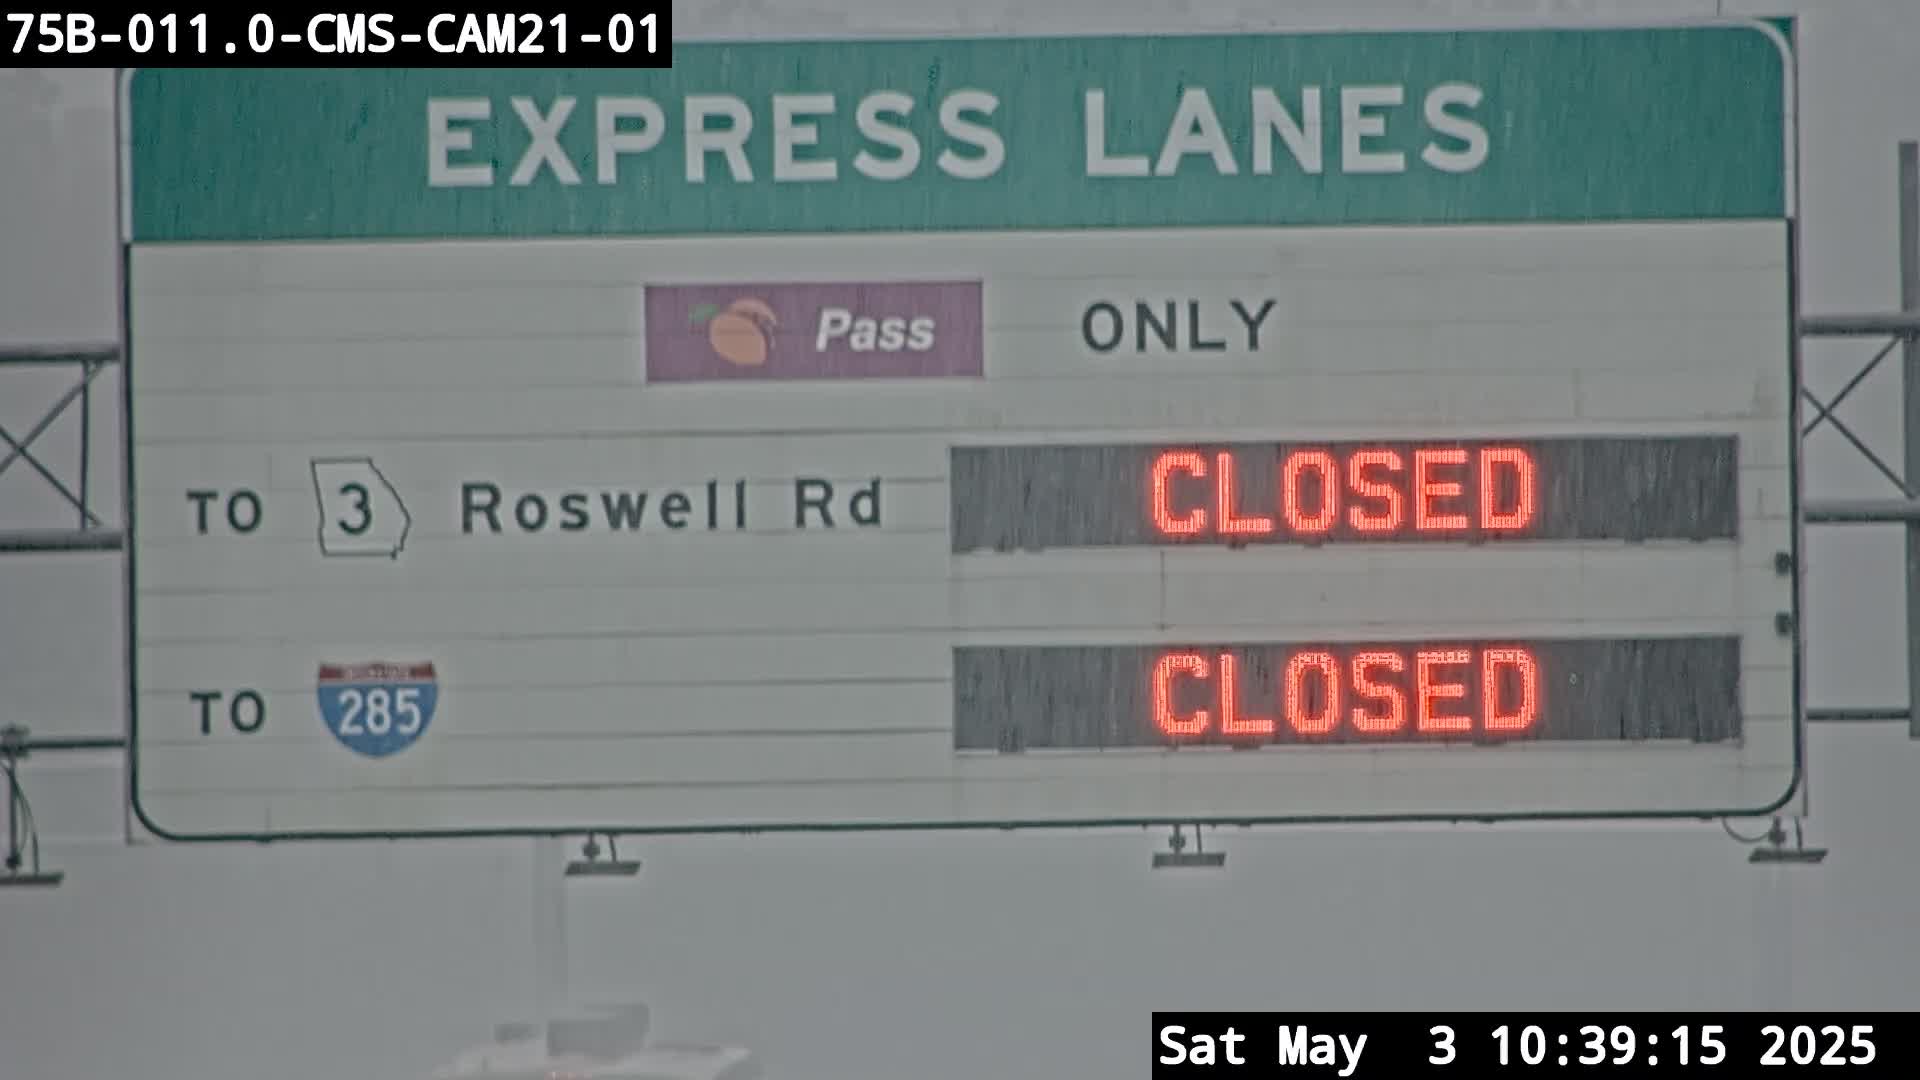 75B-011.0-CMS-CAM21-01
EXPRESS LANES
Pass ONLY
TO 3 Roswell Rd CLOSED
TO 285 CLOSED
Sat May 3 10:39:15 2025